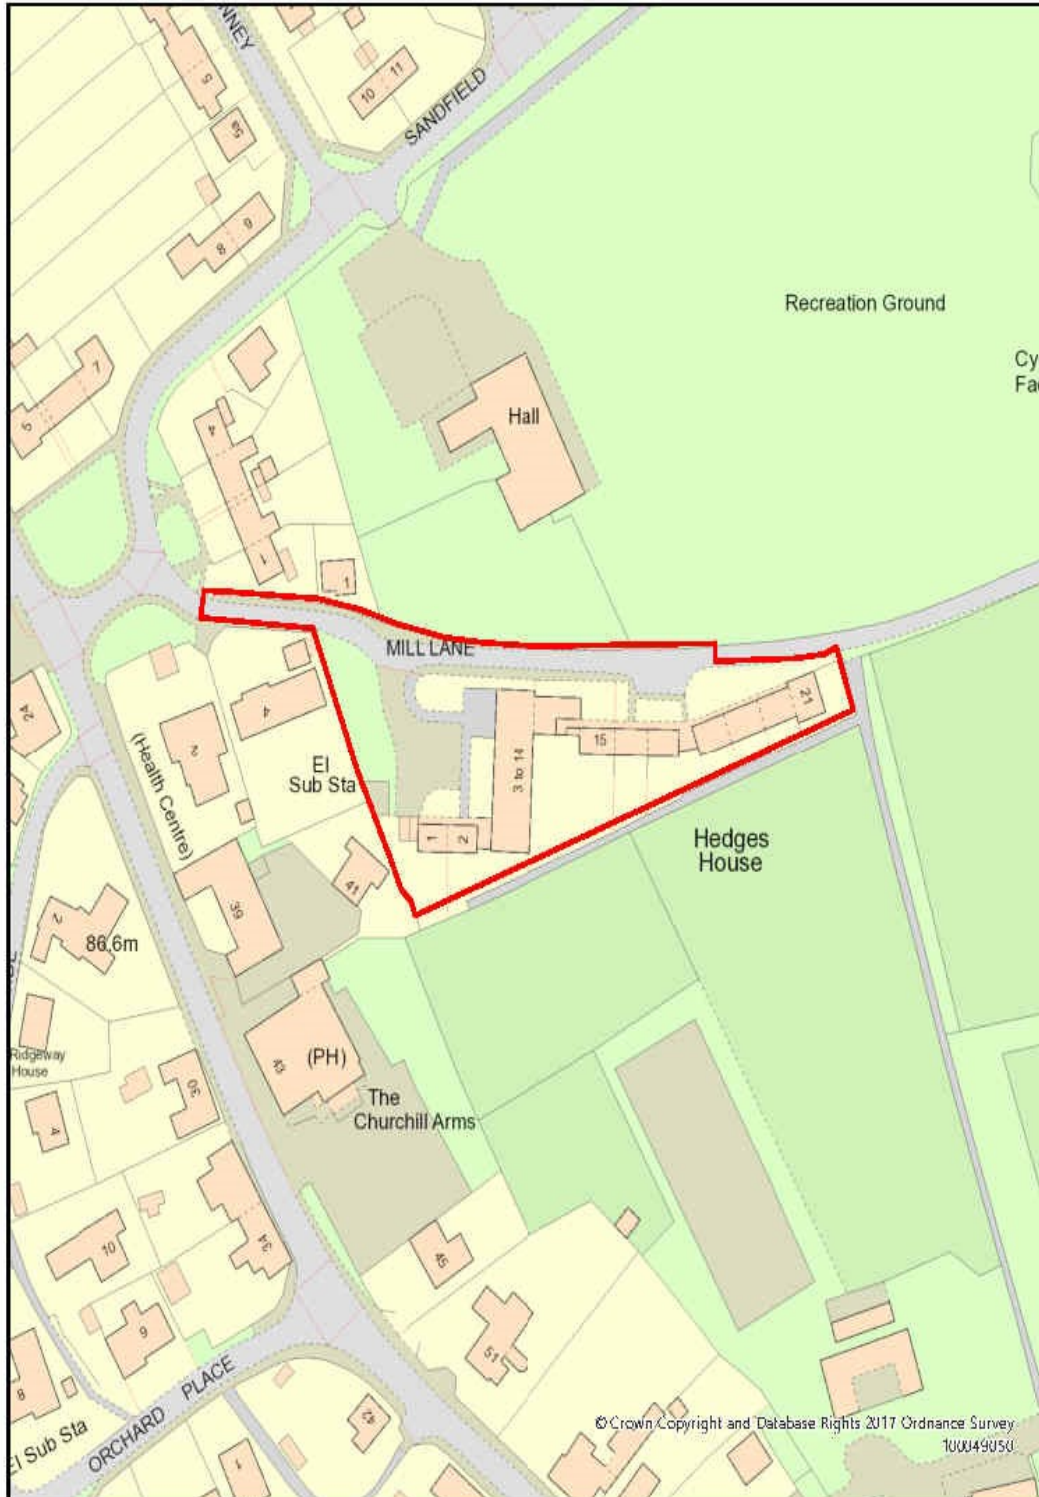 NNEY
5
5a
10
11
SANDFIELD
9
8
Recreation Ground
7
5
Cy
Fa
Hall
4
1
1
MILL LANE
24
4
2
(Health Centre)
El
Sub Sta
21
15
3 to 14
1
2
Hedges
House
41
39
2
86.6m
(PH)
43
Ridgeway
House
30
The
Churchill Arms
4
34
10
45
9
51
8
ORCHARD PLACE
42
El Sub Sta
1
© Crown Copyright and Database Rights 2017 Ordnance Survey
100049050